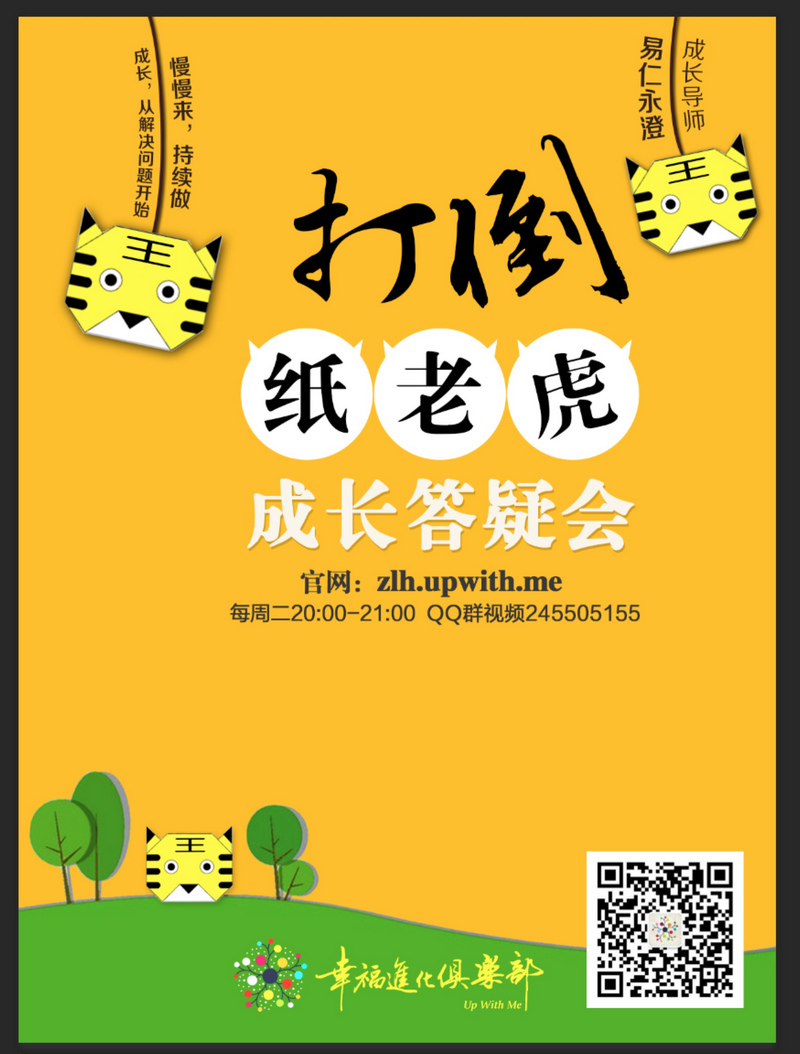 慢慢来，持续做
成长，从解决问题开始
成长导师
易仁永澄
王
王
打倒
纸老虎
成长答疑会
官网：zlh.upwith.me
每周二20:00-21:00 QQ群视频245505155
王
幸福進化俱楽部
Up With Me